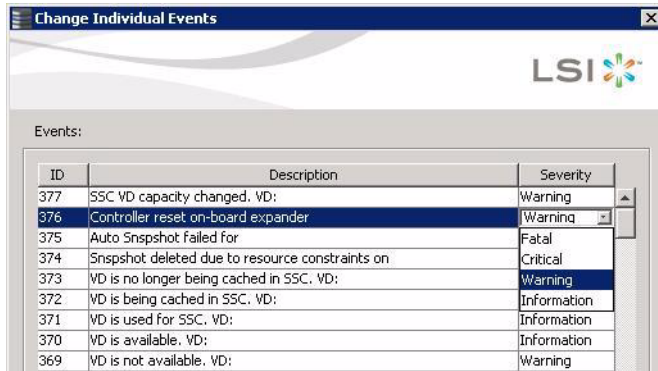 Change Individual Events
LSI
Events:
ID Description Severity
377 SSC VD capacity changed. VD: Warning
376 Controller reset on-board expander Warning
375 Auto Snspshot failed for Fatal
374 Snspshot deleted due to resource constraints on Critical
373 VD is no longer being cached in SSC. VD: Warning
372 VD is being cached in SSC. VD: Information
371 VD is used for SSC. VD: Information
370 VD is available. VD: Information
369 VD is not available. VD: Warning